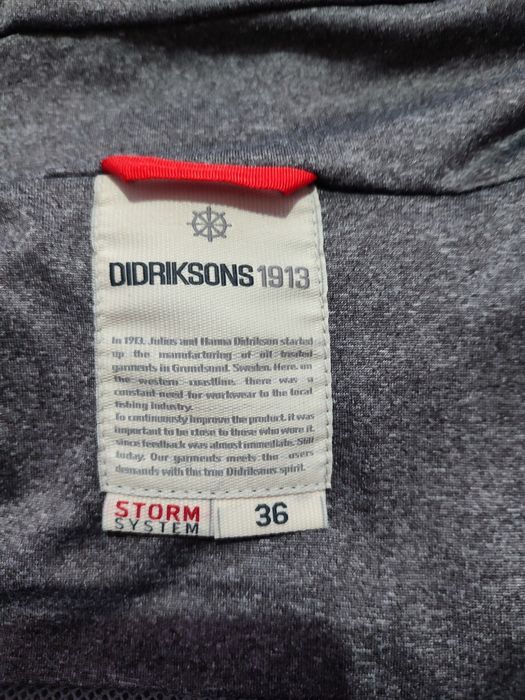 DIDRIKSONS 1913
In 1913, Julius and Hanna Didrikson started
up the manufacturing of oil treated
garments in Grundsund, Sweden. Here, on
the western coastline, there was a
constant need for workwear to the local
fishing industry.
To continously improve the product, it was
important to be close to those who wore it,
since feedback was almost immediate. Still
today, Our garments meets the users
demands with the true Didriksons spirit.
STORM
SYSTEM
36